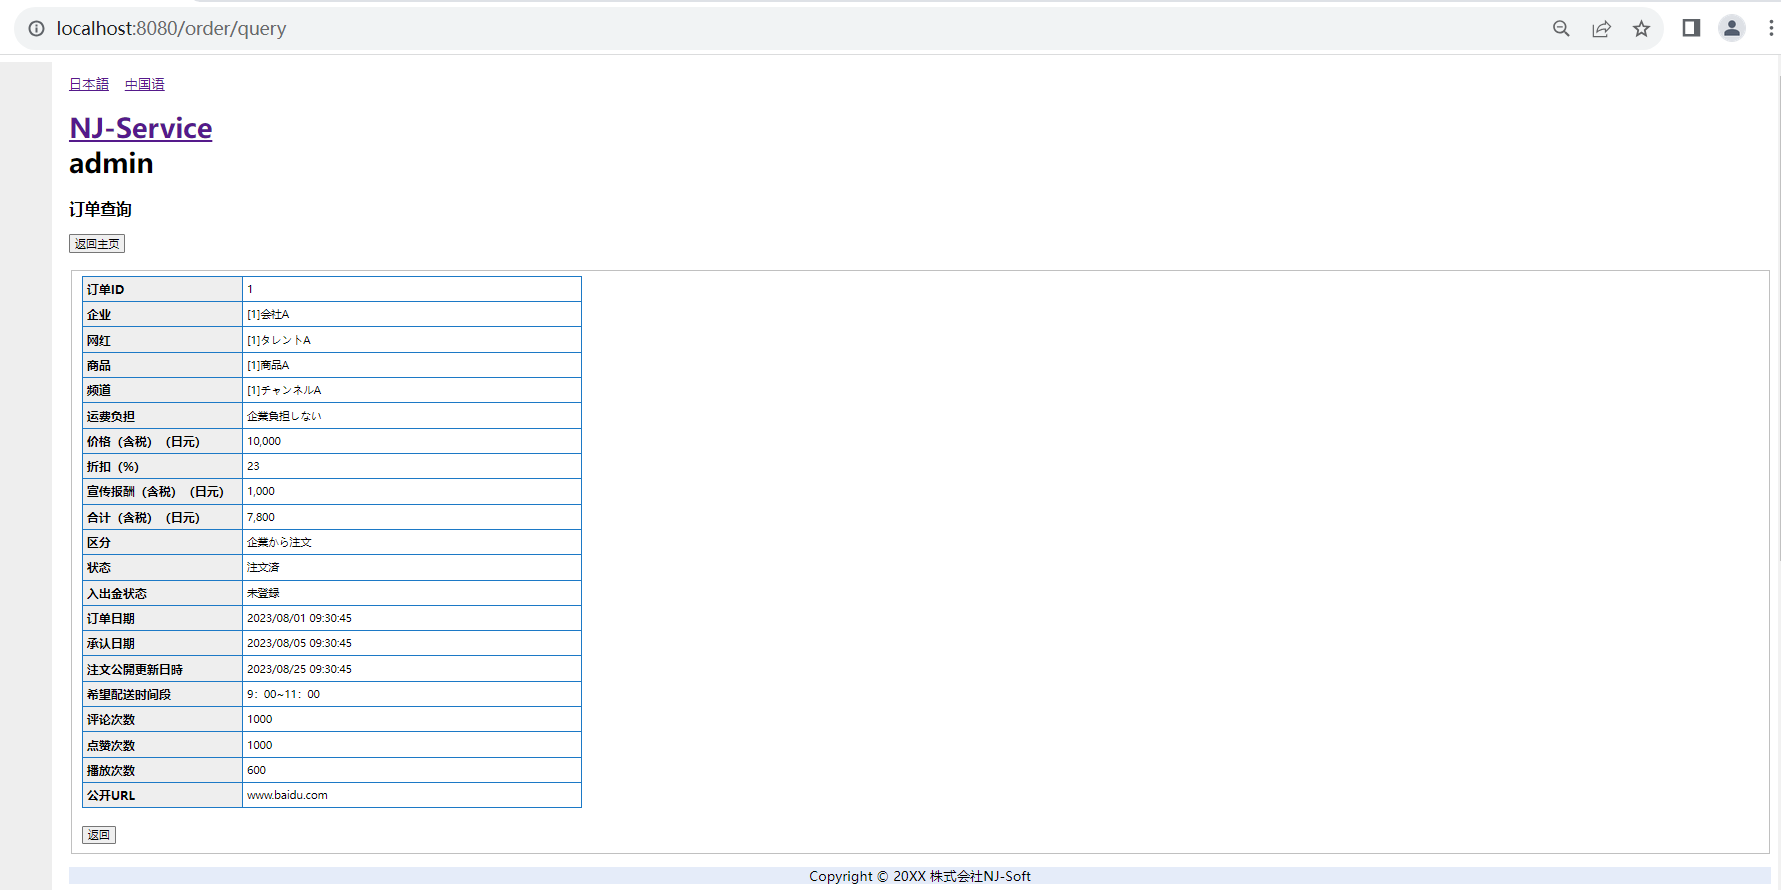 localhost:8080/order/query
日本語 中国语
NJ-Service
admin
订单查询
返回主页
订单ID 1
企业 [1]会社A
网红 [1]タレントA
商品 [1]商品A
频道 [1]チャンネルA
运费负担 企業負担しない
价格（含税）（日元） 10,000
折扣（%） 23
宣传报酬（含税）（日元） 1,000
合计（含税）（日元） 7,800
区分 企業から注文
状态 注文済
入出金状态 未登録
订单日期 2023/08/01 09:30:45
承认日期 2023/08/05 09:30:45
注文公開更新日時 2023/08/25 09:30:45
希望配送时间段 9：00~11：00
评论次数 1000
点赞次数 1000
播放次数 600
公开URL www.baidu.com
返回
Copyright © 20XX 株式会社NJ-Soft